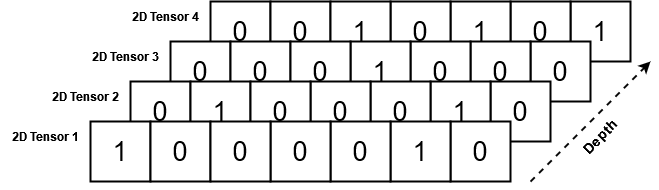 2D Tensor 4 0 0 1 0 1 0 1
2D Tensor 3 0 0 0 1 0 0 0
2D Tensor 2 0 1 0 0 0 1 0
2D Tensor 1 1 0 0 0 0 1 0
Depth